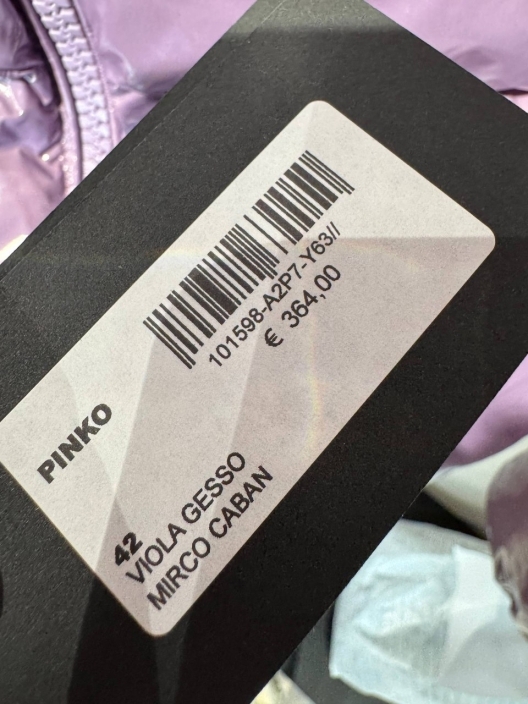 101598-A2P7-Y63//
€ 364,00
PINKO
42
VIOLA GESSO
MIRCO CABAN